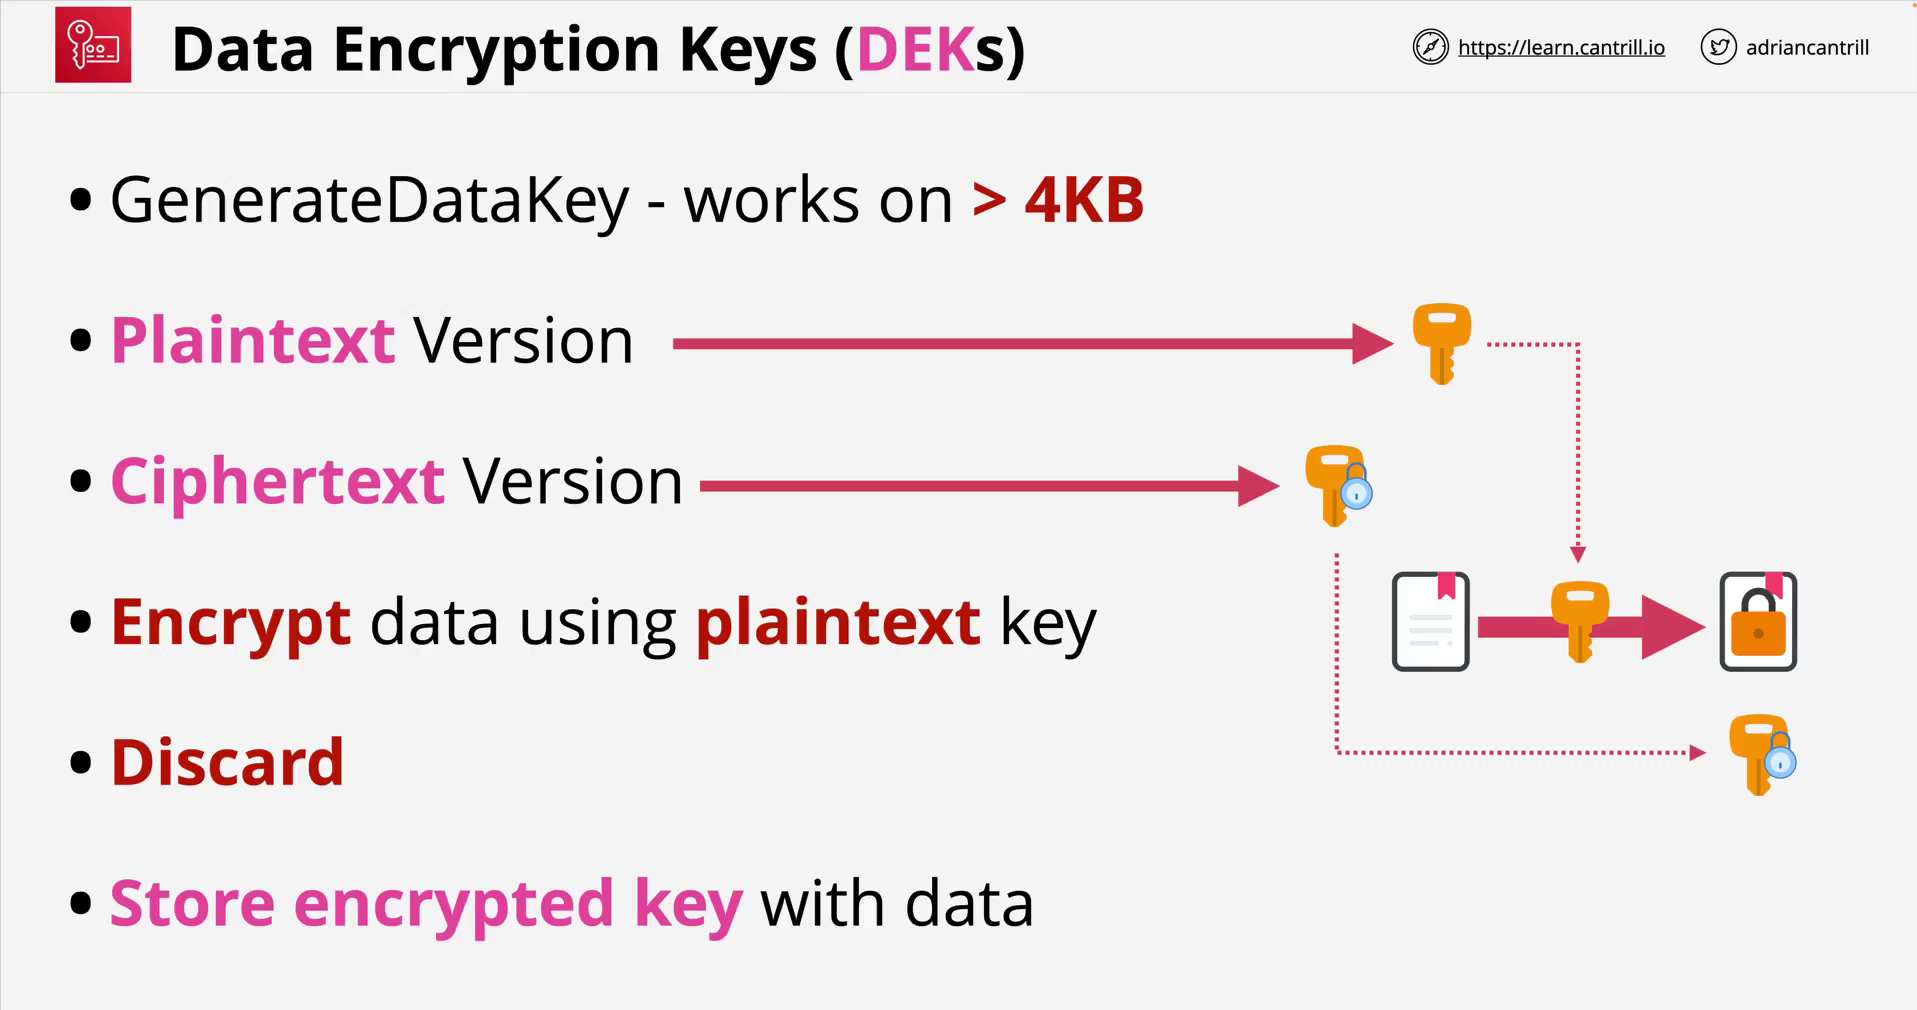 Data Encryption Keys (DEKs)
https://learn.cantrill.io
adriancantrill
• GenerateDataKey - works on > 4KB
• Plaintext Version
• Ciphertext Version
• Encrypt data using plaintext key
• Discard
• Store encrypted key with data